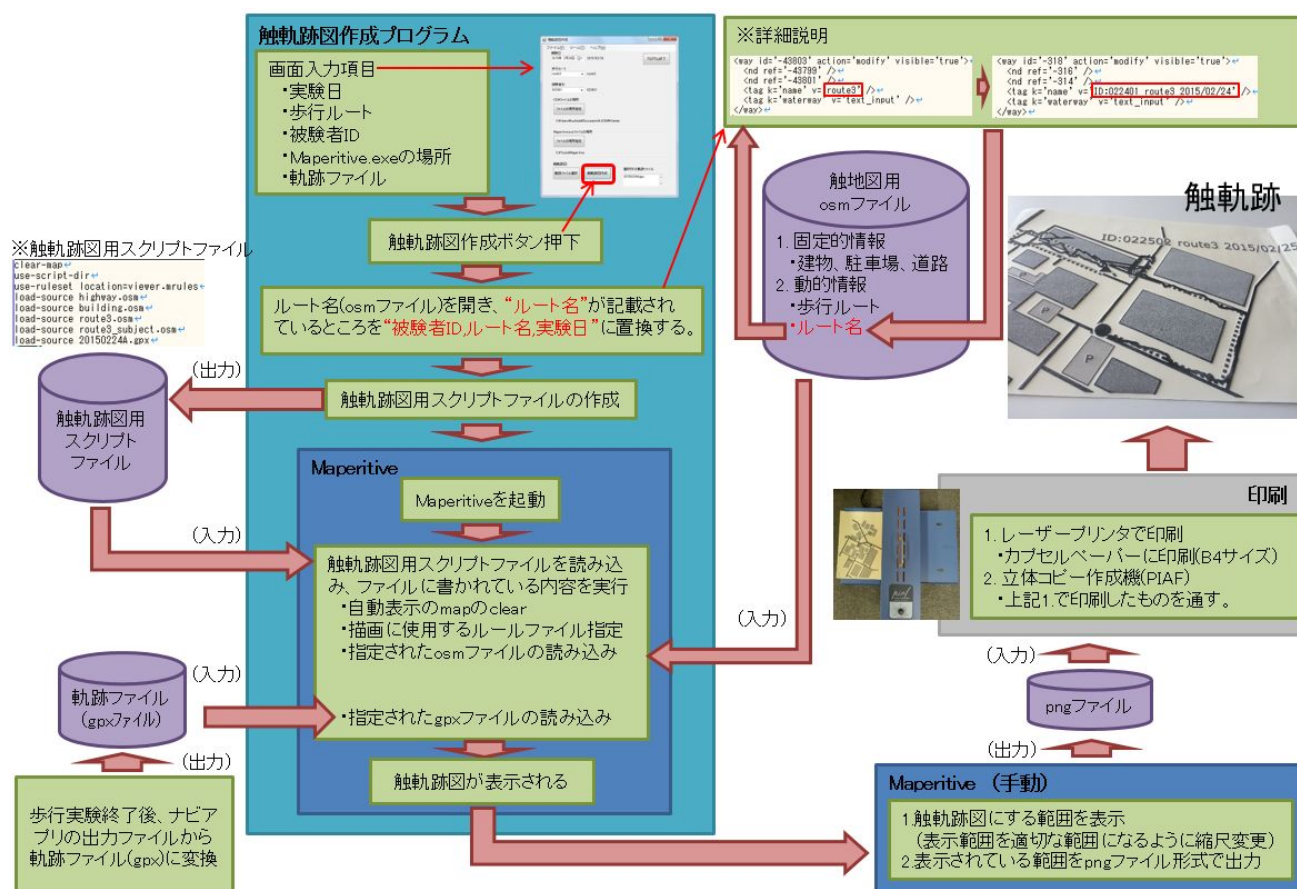 触軌跡図作成プログラム
画面入力項目
・実験日
・歩行ルート
・被験者ID
・Maperitive.exeの場所
・軌跡ファイル
触軌跡図作成ボタン押下
ルート名(osmファイル)を開き、“ルート名”が記載され
ているところを“被験者ID,ルート名,実験日”に置換する。
触軌跡図用スクリプトファイルの作成
※触軌跡図用スクリプトファイル
clear-map↵
use-script-dir↵
use-ruleset location=viewer.mrules↵
load-source highway.osm↵
load-source building.osm↵
load-source route3.osm↵
load-source route3_subject.osm↵
load-source 20150224A.gpx↵
(出力)
触軌跡図用
スクリプト
ファイル
(入力)
Maperitive
Maperitiveを起動
触軌跡図用スクリプトファイルを読み込
み、ファイルに書かれている内容を実行
・自動表示のmapのclear
・描画に使用するルールファイル指定
・指定されたosmファイルの読み込み
・指定されたgpxファイルの読み込み
触軌跡図が表示される
(入力)
軌跡ファイル
(gpxファイル)
(出力)
歩行実験終了後、ナビア
プリの出力ファイルから
軌跡ファイル(gpx)に変換
※詳細説明
<way id='-43803' action='modify' visible='true'>↵
<nd ref='-43799' />↵
<nd ref='-43801' />↵
<tag k='name' v='route3' />↵
<tag k='waterway' v='text_input' />↵
</way>↵
<way id='-318' action='modify' visible='true'>↵
<nd ref='-316' />↵
<nd ref='-314' />↵
<tag k='name' v='ID:022401 route3 2015/02/24' />↵
<tag k='waterway' v='text_input' />↵
</way>↵
触地図用
osmファイル
1. 固定的情報
・建物、駐車場、道路
2. 動的情報
・歩行ルート
・ルート名
(入力)
触軌跡
ID:022502 route3 2015/02/25
P
P
印刷
1. レーザープリンタで印刷
・カプセルペーパーに印刷(B4サイズ)
2. 立体コピー作成機(PIAF)
・上記1.で印刷したものを通す。
(入力)
pngファイル
(出力)
Maperitive (手動)
1.触軌跡図にする範囲を表示
(表示範囲を適切な範囲になるように縮尺変更)
2.表示されている範囲をpngファイル形式で出力